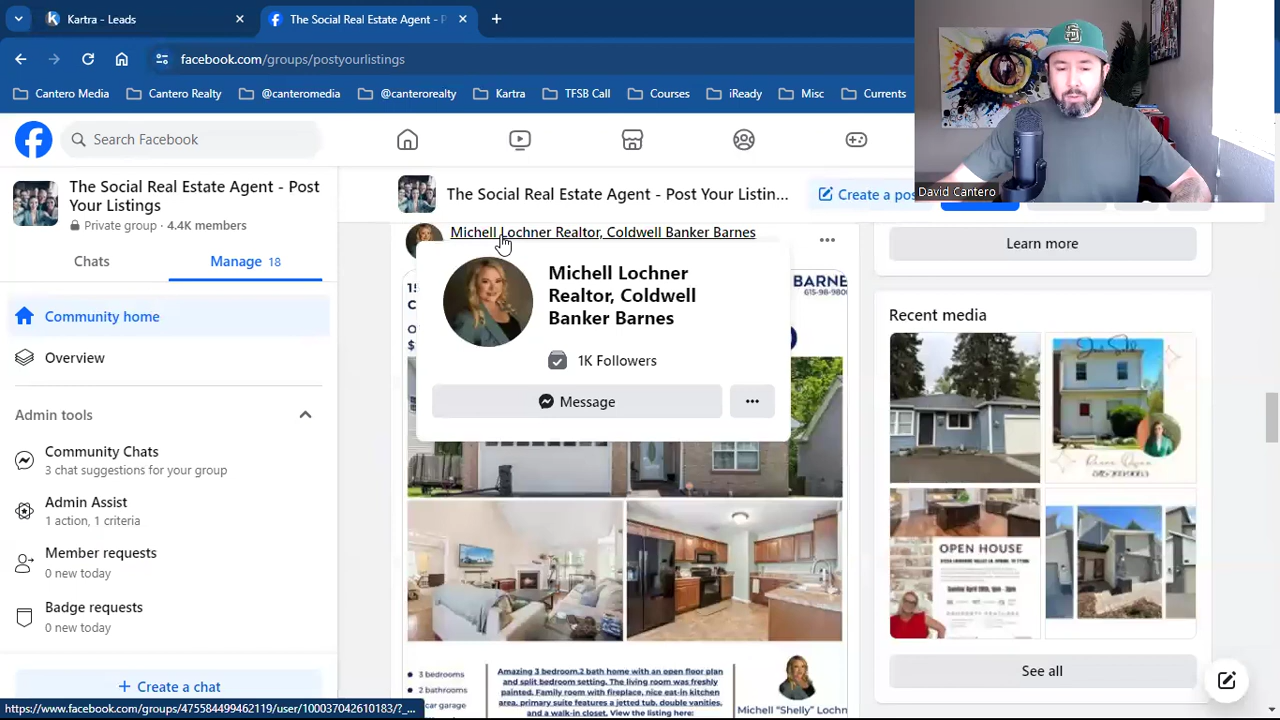 Kartra - Leads
The Social Real Estate Agent - P
facebook.com/groups/postyourlistings
Cantero Media
Cantero Realty
@canteromedia
@canterorealty
Kartra
TFSB Call
Courses
iReady
Misc
Currents
David Cantero
Search Facebook
The Social Real Estate Agent - Post
Your Listings
Private group · 4.4K members
Chats
Manage 18
Community home
Overview
Admin tools
Community Chats
3 chat suggestions for your group
Admin Assist
1 action, 1 criteria
Member requests
0 new today
Badge requests
0 new today
+ Create a chat
https://www.facebook.com/groups/475584499462119/user/100037042610183/?_...
The Social Real Estate Agent - Post Your Listin...
Create a pos
Michell Lochner Realtor, Coldwell Banker Barnes
Michell Lochner
Realtor, Coldwell
Banker Barnes
1K Followers
Message
BARNE
615-98-980
3 bedrooms
2 bathrooms
car garage
Amazing 3 bedroom.2 bath home with an open floor plan
and split bedroom setting. The living room was freshly
painted. Family room with fireplace, nice eat-in kitchen
area, primary suite features a jetted tub, double vanities,
and a walk-in closet. View the listing here:
Michell "Shelly" Lochn
Learn more
Recent media
OPEN HOUSE
See all